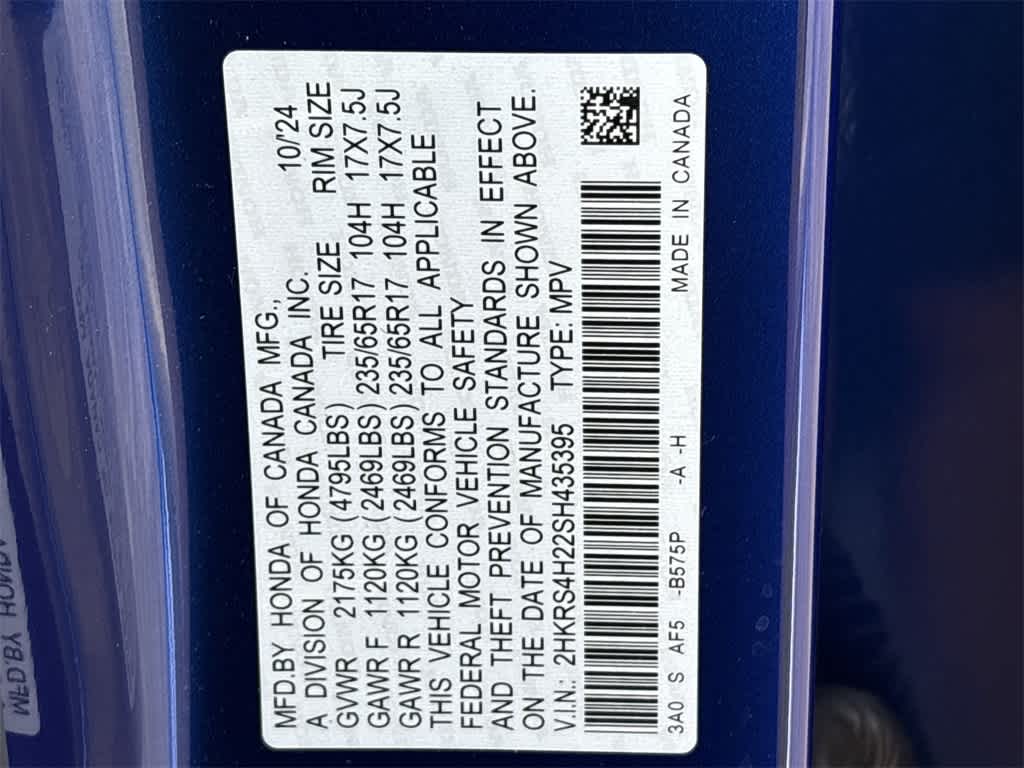 MFD.BY HONDA OF CANADA MFG., 10/'24
A DIVISION OF HONDA CANADA INC.
GVWR 2175KG (4795LBS) TIRE SIZE RIM SIZE
GAWR F 1120KG (2469LBS) 235/65R17 104H 17X7.5J
GAWR R 1120KG (2469LBS) 235/65R17 104H 17X7.5J
THIS VEHICLE CONFORMS TO ALL APPLICABLE
FEDERAL MOTOR VEHICLE SAFETY
AND THEFT PREVENTION STANDARDS IN EFFECT
ON THE DATE OF MANUFACTURE SHOWN ABOVE.
V.I.N.: 2HKRS4H22SH435395 TYPE: MPV
3A0 S AF5 -B575P -A -H MADE IN CANADA
MFD.BY HONDA